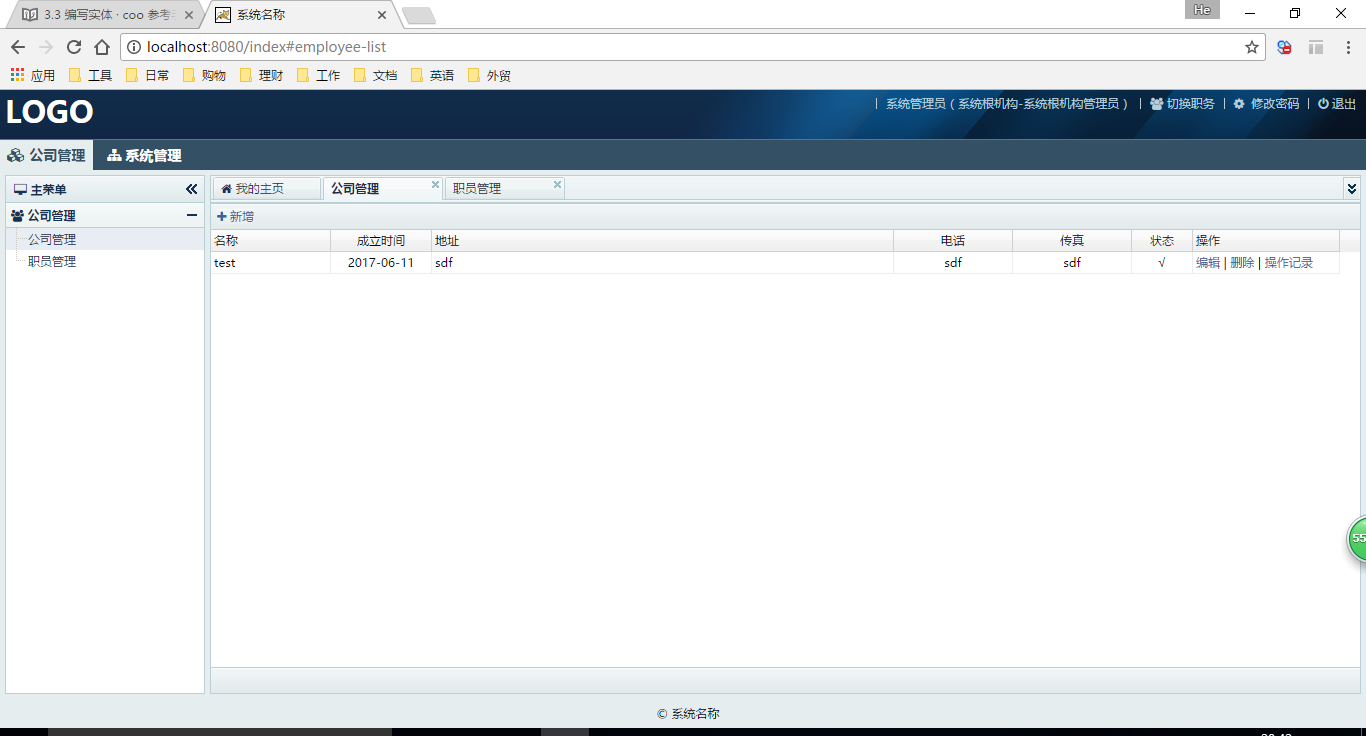 3.3 编写实体 · coo 参考
系统名称
He
localhost:8080/index#employee-list
应用 工具 日常 购物 理财 工作 文档 英语 外贸
LOGO
| 系统管理员（系统根机构-系统根机构管理员） | 切换职务 | 修改密码 | 退出
公司管理 系统管理
主菜单
公司管理
公司管理
职员管理
我的主页 公司管理 职员管理
新增
名称 成立时间 地址 电话 传真 状态 操作
test 2017-06-11 sdf sdf sdf √ 编辑 | 删除 | 操作记录
55
© 系统名称